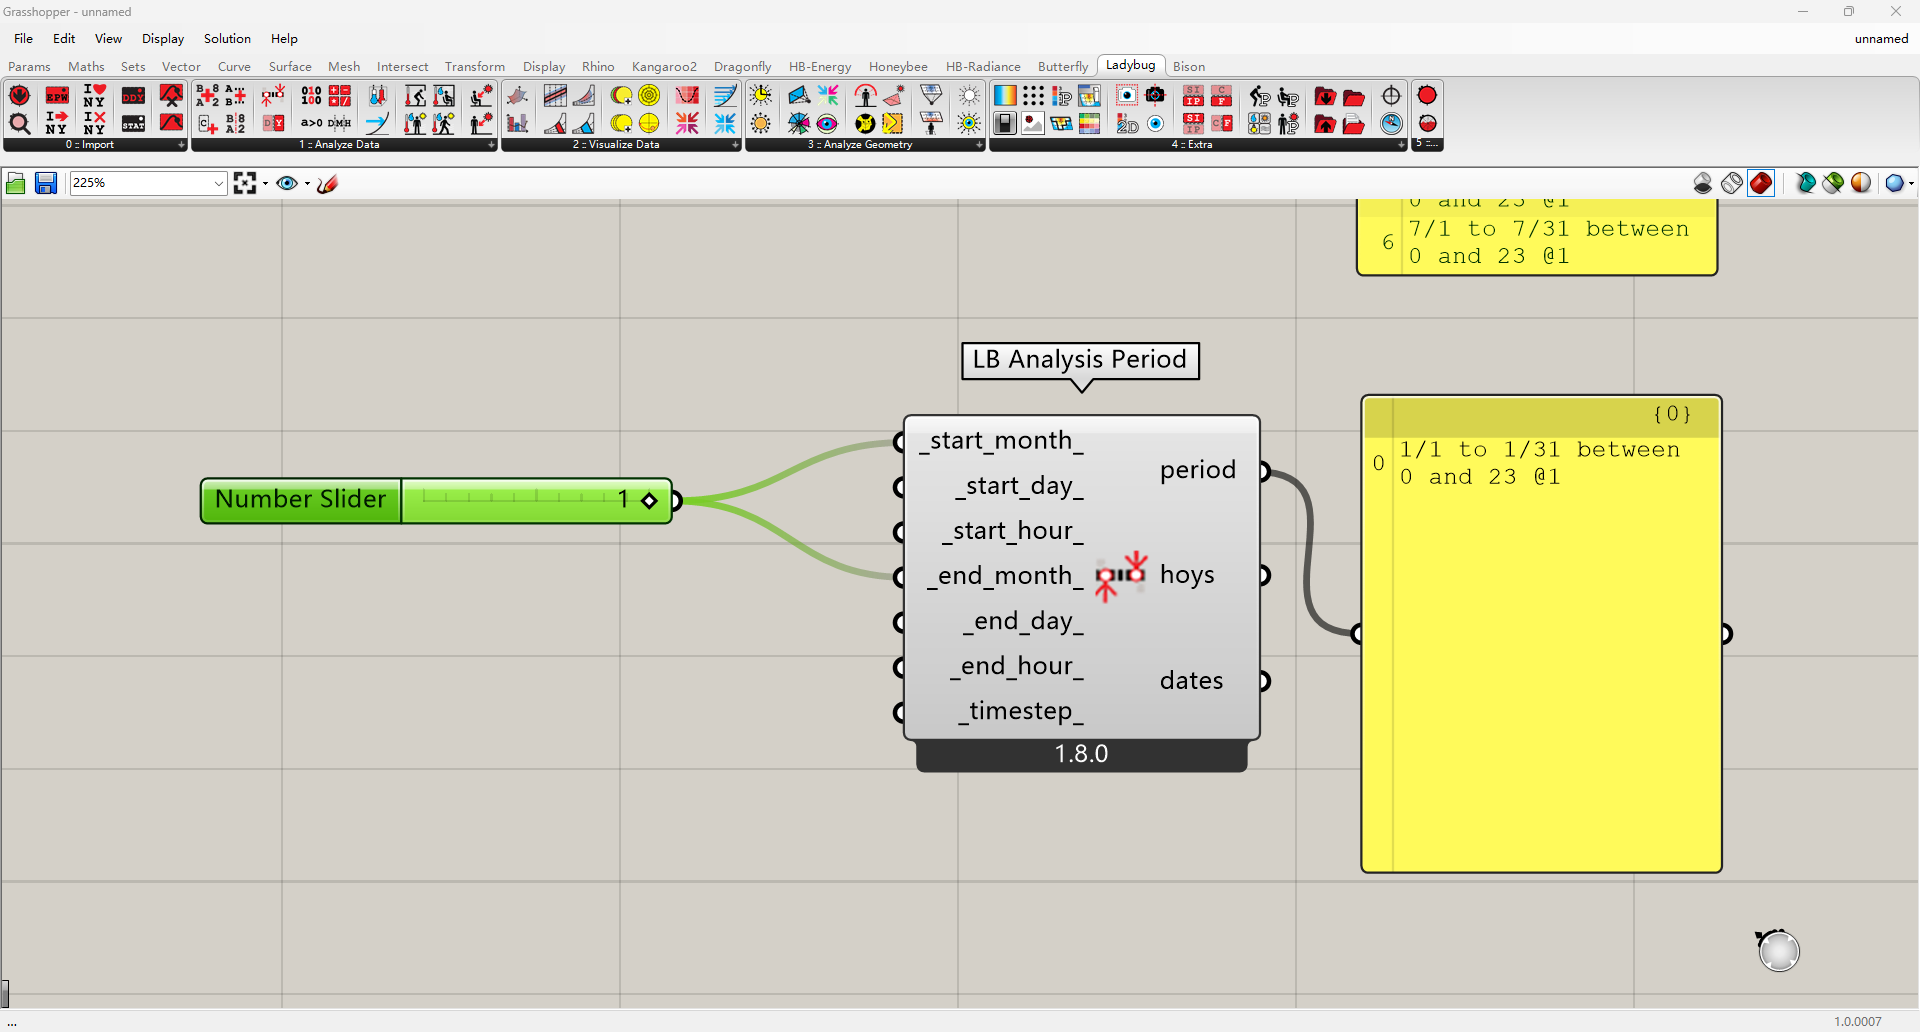 Grasshopper - unnamed
File Edit View Display Solution Help unnamed
Params Maths Sets Vector Curve Surface Mesh Intersect Transform Display Rhino Kangaroo2 Dragonfly HB-Energy Honeybee HB-Radiance Butterfly Ladybug Bison
0 :: Import 1 :: Analyze Data 2 :: Visualize Data 3 :: Analyze Geometry 4 :: Extra 5 ::...
225%
0 and 23 @1
6 7/1 to 7/31 between
0 and 23 @1
LB Analysis Period
Number Slider 1
_start_month_
_start_day_
_start_hour_
_end_month_
_end_day_
_end_hour_
_timestep_
period
hoys
dates
1.8.0
{0}
0 1/1 to 1/31 between
0 and 23 @1
...
1.0.0007